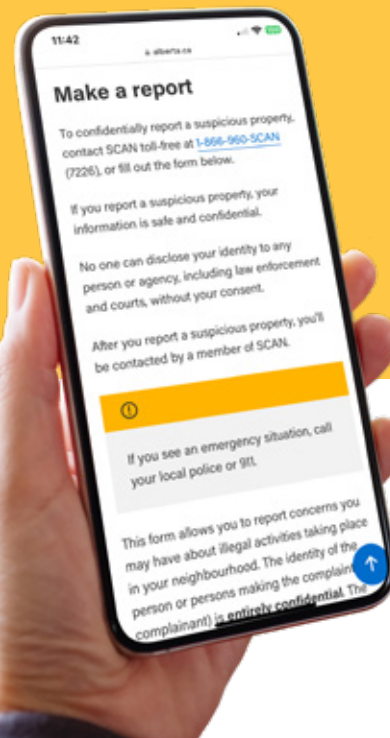 11:42
alberta.ca
Make a report
To confidentially report a suspicious property,
contact SCAN toll-free at 1-866-960-SCAN
(7226), or fill out the form below.
If you report a suspicious property, your
information is safe and confidential.
No one can disclose your identity to any
person or agency, including law enforcement
and courts, without your consent.
After you report a suspicious property, you'll
be contacted by a member of SCAN.
If you see an emergency situation, call
your local police or 911.
This form allows you to report concerns you
may have about illegal activities taking place
in your neighbourhood. The identity of the
person or persons making the complain
complainant) is entirely confidential. The